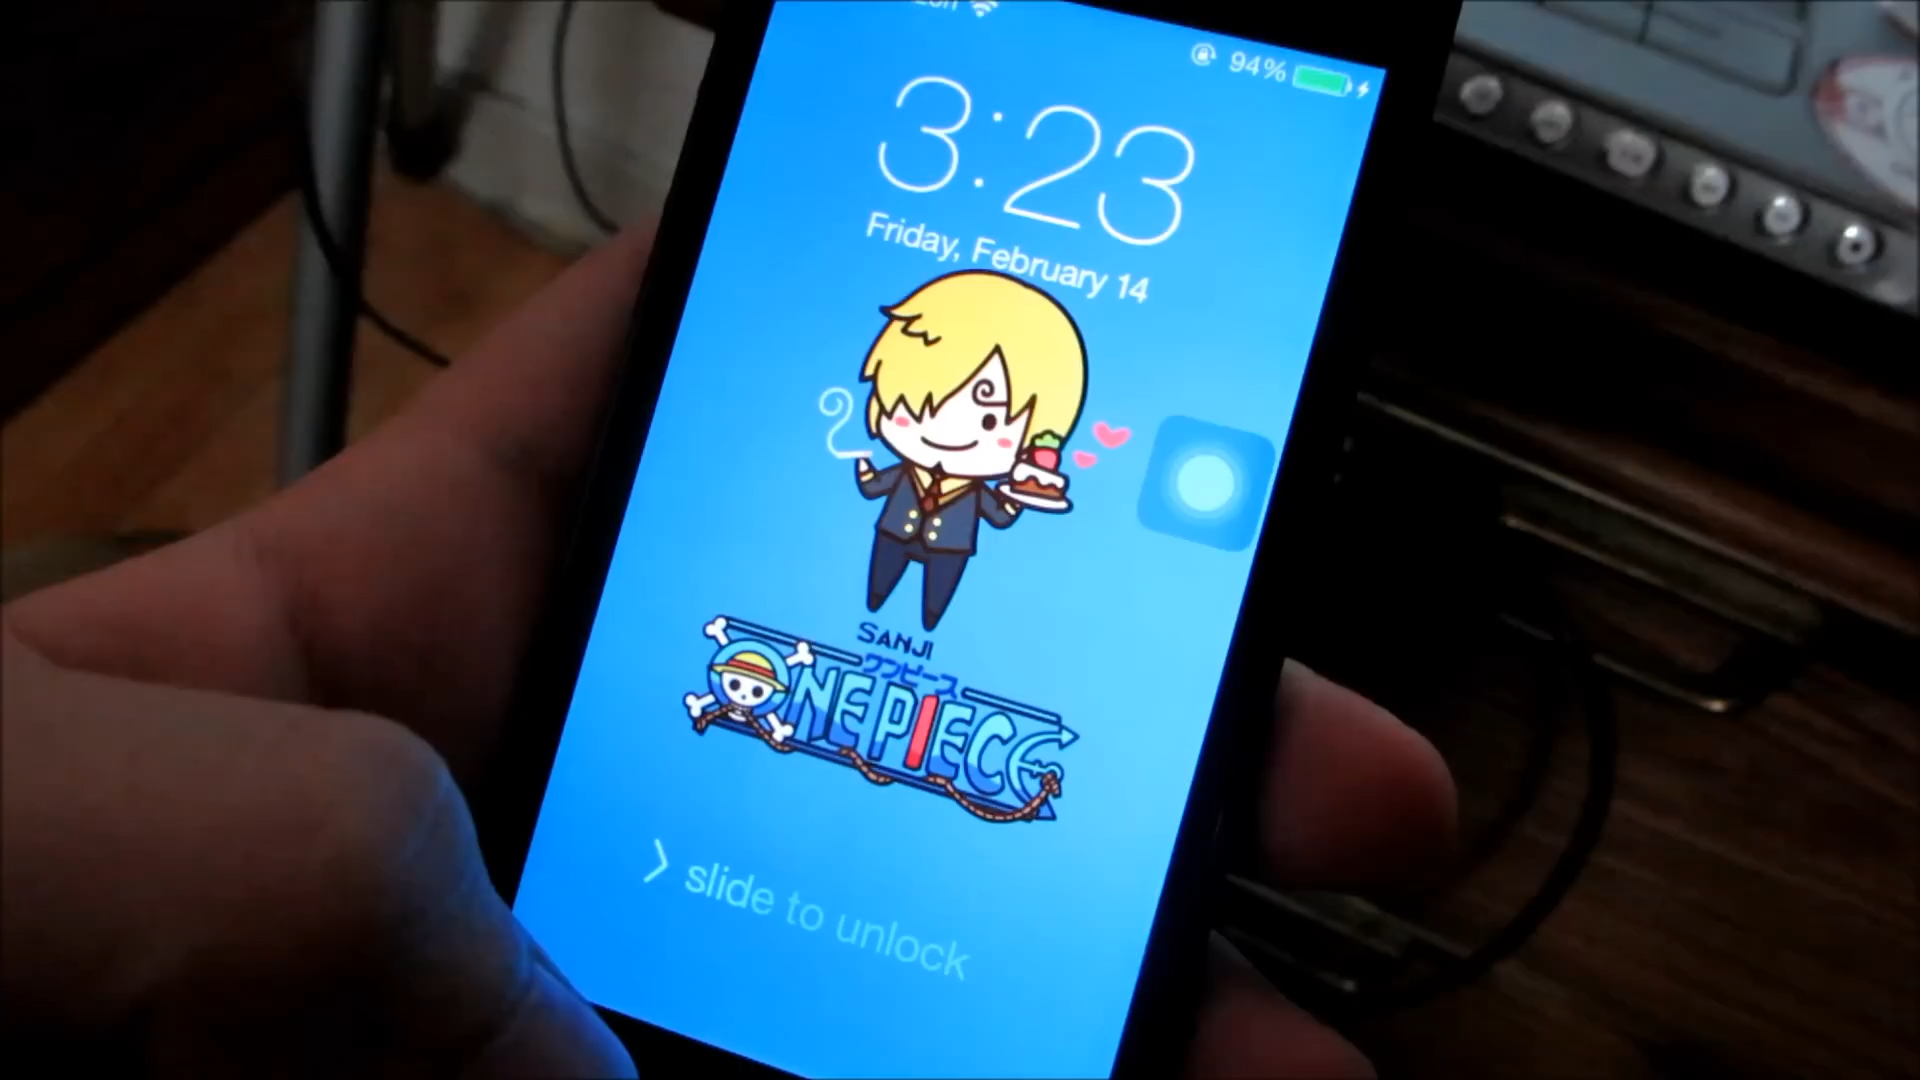 94%
3:23
Friday, February 14
SANJI
ワンピース
ONE PIECE
> slide to unlock